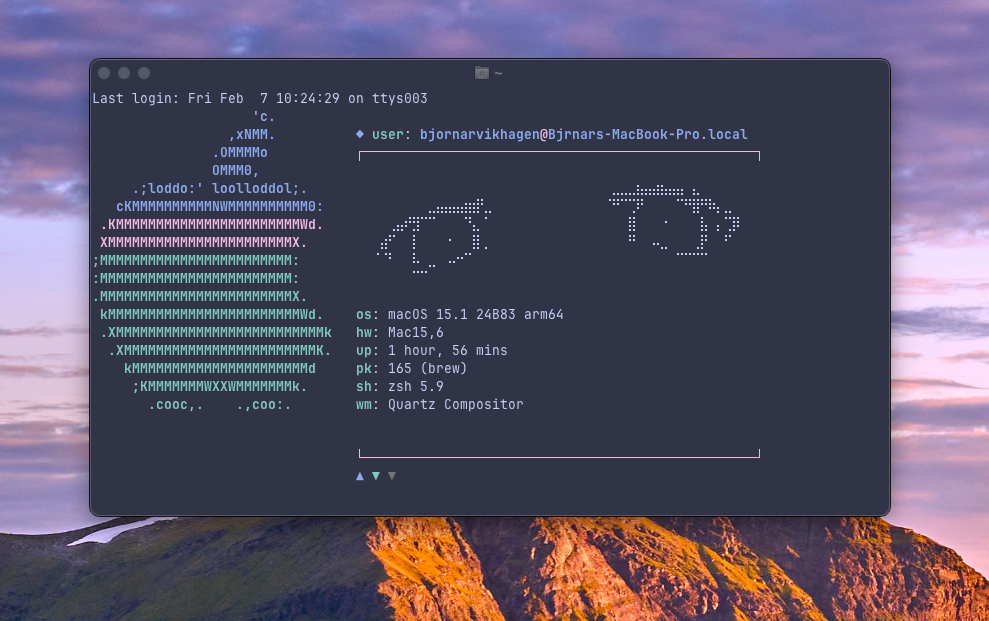 ~
Last login: Fri Feb  7 10:24:29 on ttys003
'c.
,xNMM.
◆ user: bjornarvikhagen@Bjrnars-MacBook-Pro.local
.OMMMMo
OMMM0,
.;loddo:' loolloddol;.
cKMMMMMMMMMMNWMMMMMMMMMM0:
.KMMMMMMMMMMMMMMMMMMMMMMMWd.
XMMMMMMMMMMMMMMMMMMMMMMMX.
;MMMMMMMMMMMMMMMMMMMMMMMM:
:MMMMMMMMMMMMMMMMMMMMMMMM:
.MMMMMMMMMMMMMMMMMMMMMMMMX.
kMMMMMMMMMMMMMMMMMMMMMMMMWd.
os: macOS 15.1 24B83 arm64
.XMMMMMMMMMMMMMMMMMMMMMMMMMMk
hw: Mac15,6
.XMMMMMMMMMMMMMMMMMMMMMMMMK.
up: 1 hour, 56 mins
kMMMMMMMMMMMMMMMMMMMMMMd
pk: 165 (brew)
;KMMMMMMMWXXWMMMMMMMk.
sh: zsh 5.9
.cooc,.    .,coo:.
wm: Quartz Compositor
▲ ▼ ▼